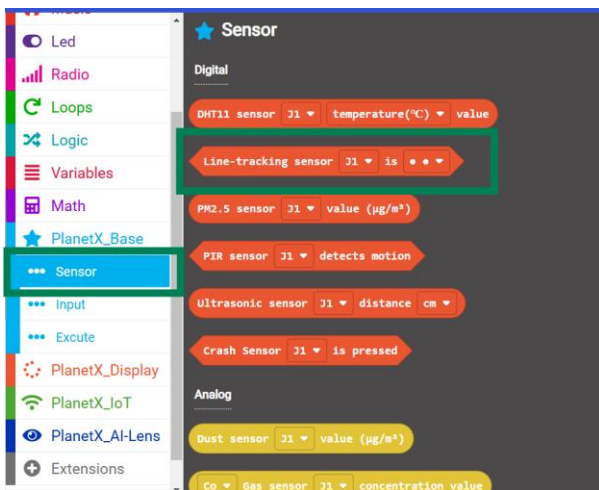 Led
Radio
Loops
Logic
Variables
Math
PlanetX_Base
Sensor
Input
Excute
PlanetX_Display
PlanetX_IoT
PlanetX_AI-Lens
Extensions
Sensor
Digital
DHT11 sensor J1 temperature(℃) value
Line-tracking sensor J1 is
PM2.5 sensor J1 value (μg/m³)
PIR sensor J1 detects motion
Ultrasonic sensor J1 distance cm
Crash Sensor J1 is pressed
Analog
Dust sensor J1 value (μg/m³)
Co Gas sensor J1 concentration value